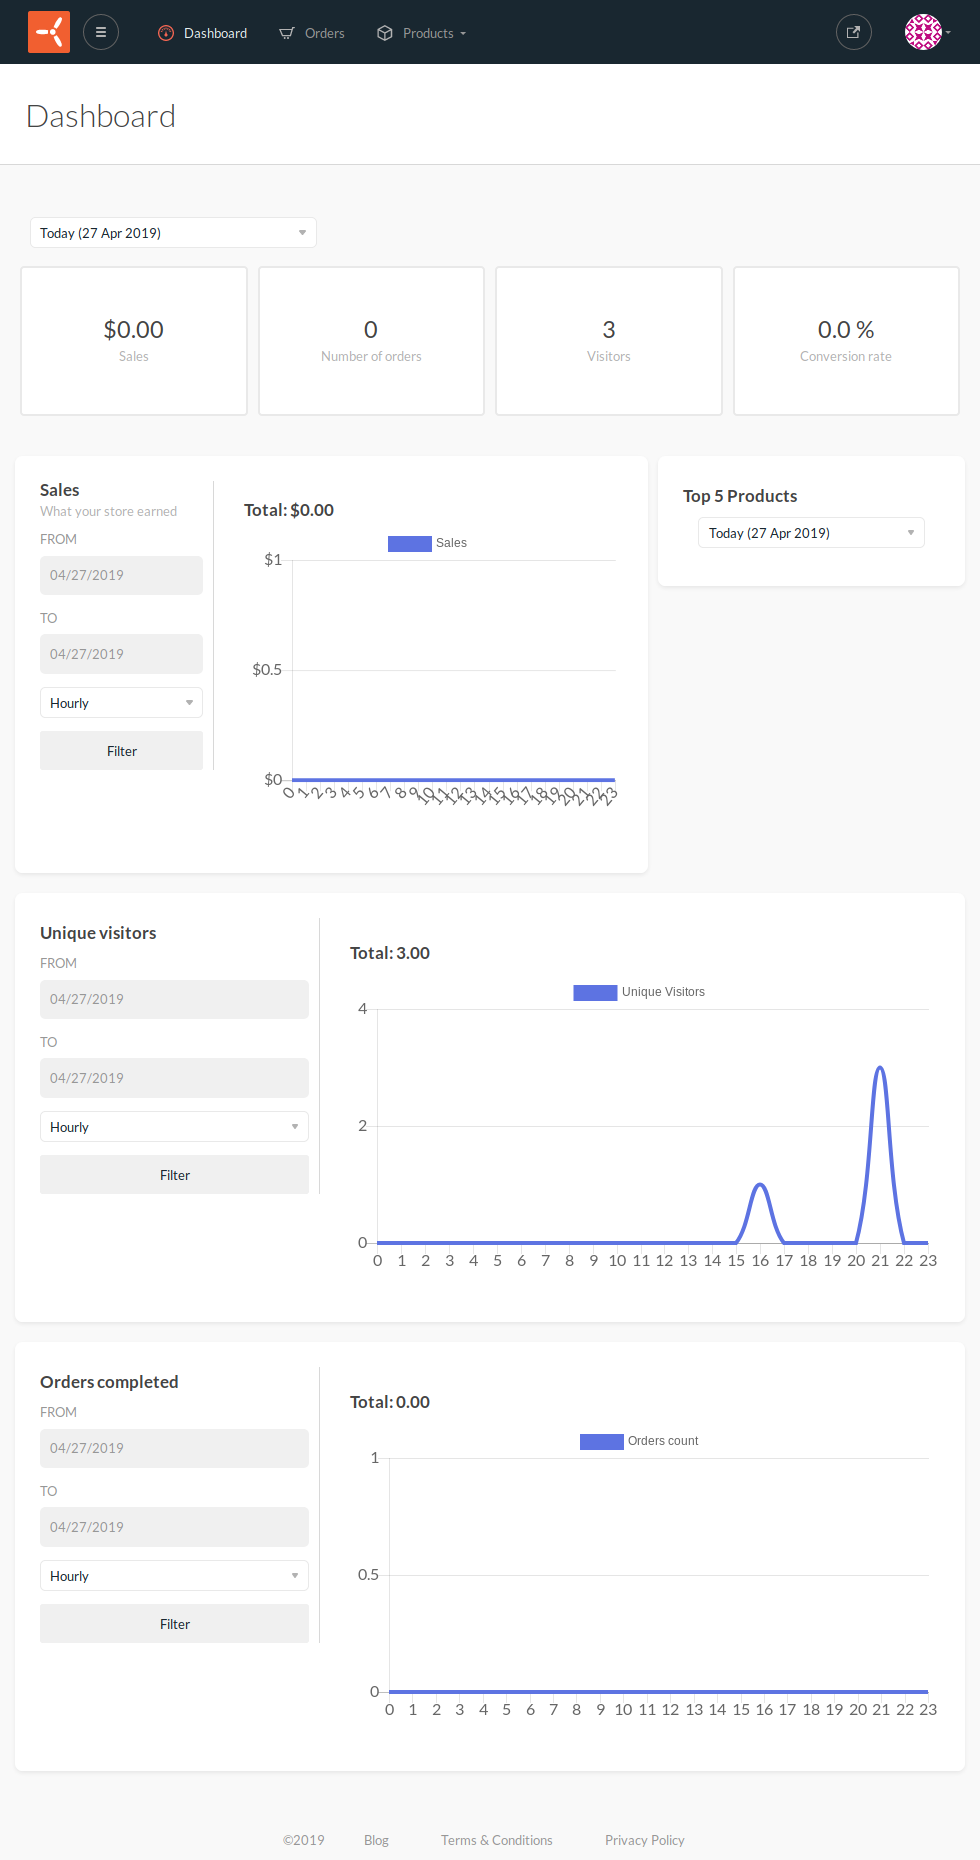 Dashboard Orders Products
Dashboard
Today (27 Apr 2019)
$0.00 0 3 0.0 %
Sales Number of orders Visitors Conversion rate
Sales
What your store earned
FROM
04/27/2019
TO
04/27/2019
Hourly
Filter
Total: $0.00
Sales
$1
$0.5
$0
0 1 2 3 4 5 6 7 8 9 10 11 12 13 14 15 16 17 18 19 20 21 22 23
Top 5 Products
Today (27 Apr 2019)
Unique visitors
FROM
04/27/2019
TO
04/27/2019
Hourly
Filter
Total: 3.00
Unique Visitors
4
2
0
0 1 2 3 4 5 6 7 8 9 10 11 12 13 14 15 16 17 18 19 20 21 22 23
Orders completed
FROM
04/27/2019
TO
04/27/2019
Hourly
Filter
Total: 0.00
Orders count
1
0.5
0
0 1 2 3 4 5 6 7 8 9 10 11 12 13 14 15 16 17 18 19 20 21 22 23
©2019 Blog Terms & Conditions Privacy Policy